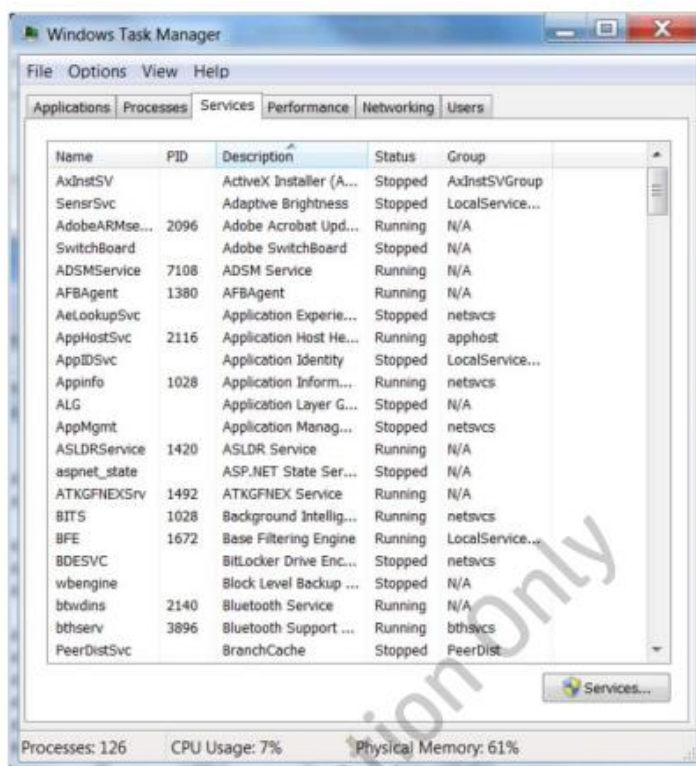 Windows Task Manager
File Options View Help
Applications Processes Services Performance Networking Users
Name PID Description Status Group
AxInstSV ActiveX Installer (A... Stopped AxInstSVGroup
SensrSvc Adaptive Brightness Stopped LocalService...
AdobeARMse... 2096 Adobe Acrobat Upd... Running N/A
SwitchBoard Adobe SwitchBoard Stopped N/A
ADSMService 7108 ADSM Service Running N/A
AFBAgent 1380 AFBAgent Running N/A
AeLookupSvc Application Experie... Stopped netsvcs
AppHostSvc 2116 Application Host He... Running apphost
AppIDSvc Application Identity Stopped LocalService...
Appinfo 1028 Application Inform... Running netsvcs
ALG Application Layer G... Stopped N/A
AppMgmt Application Manag... Stopped netsvcs
ASLDRService 1420 ASLDR Service Running N/A
aspnet_state ASP.NET State Ser... Stopped N/A
ATKGFNEXSrv 1492 ATKGFNEX Service Running N/A
BITS 1028 Background Intellig... Running netsvcs
BFE 1672 Base Filtering Engine Running LocalService...
BDESVC BitLocker Drive Enc... Stopped netsvcs
wbengine Block Level Backup ... Stopped N/A
btwdins 2140 Bluetooth Service Running N/A
bthserv 3896 Bluetooth Support ... Running bthsvcs
PeerDistSvc BranchCache Stopped PeerDist
Services...
Processes: 126 CPU Usage: 7% Physical Memory: 61%
tion Only